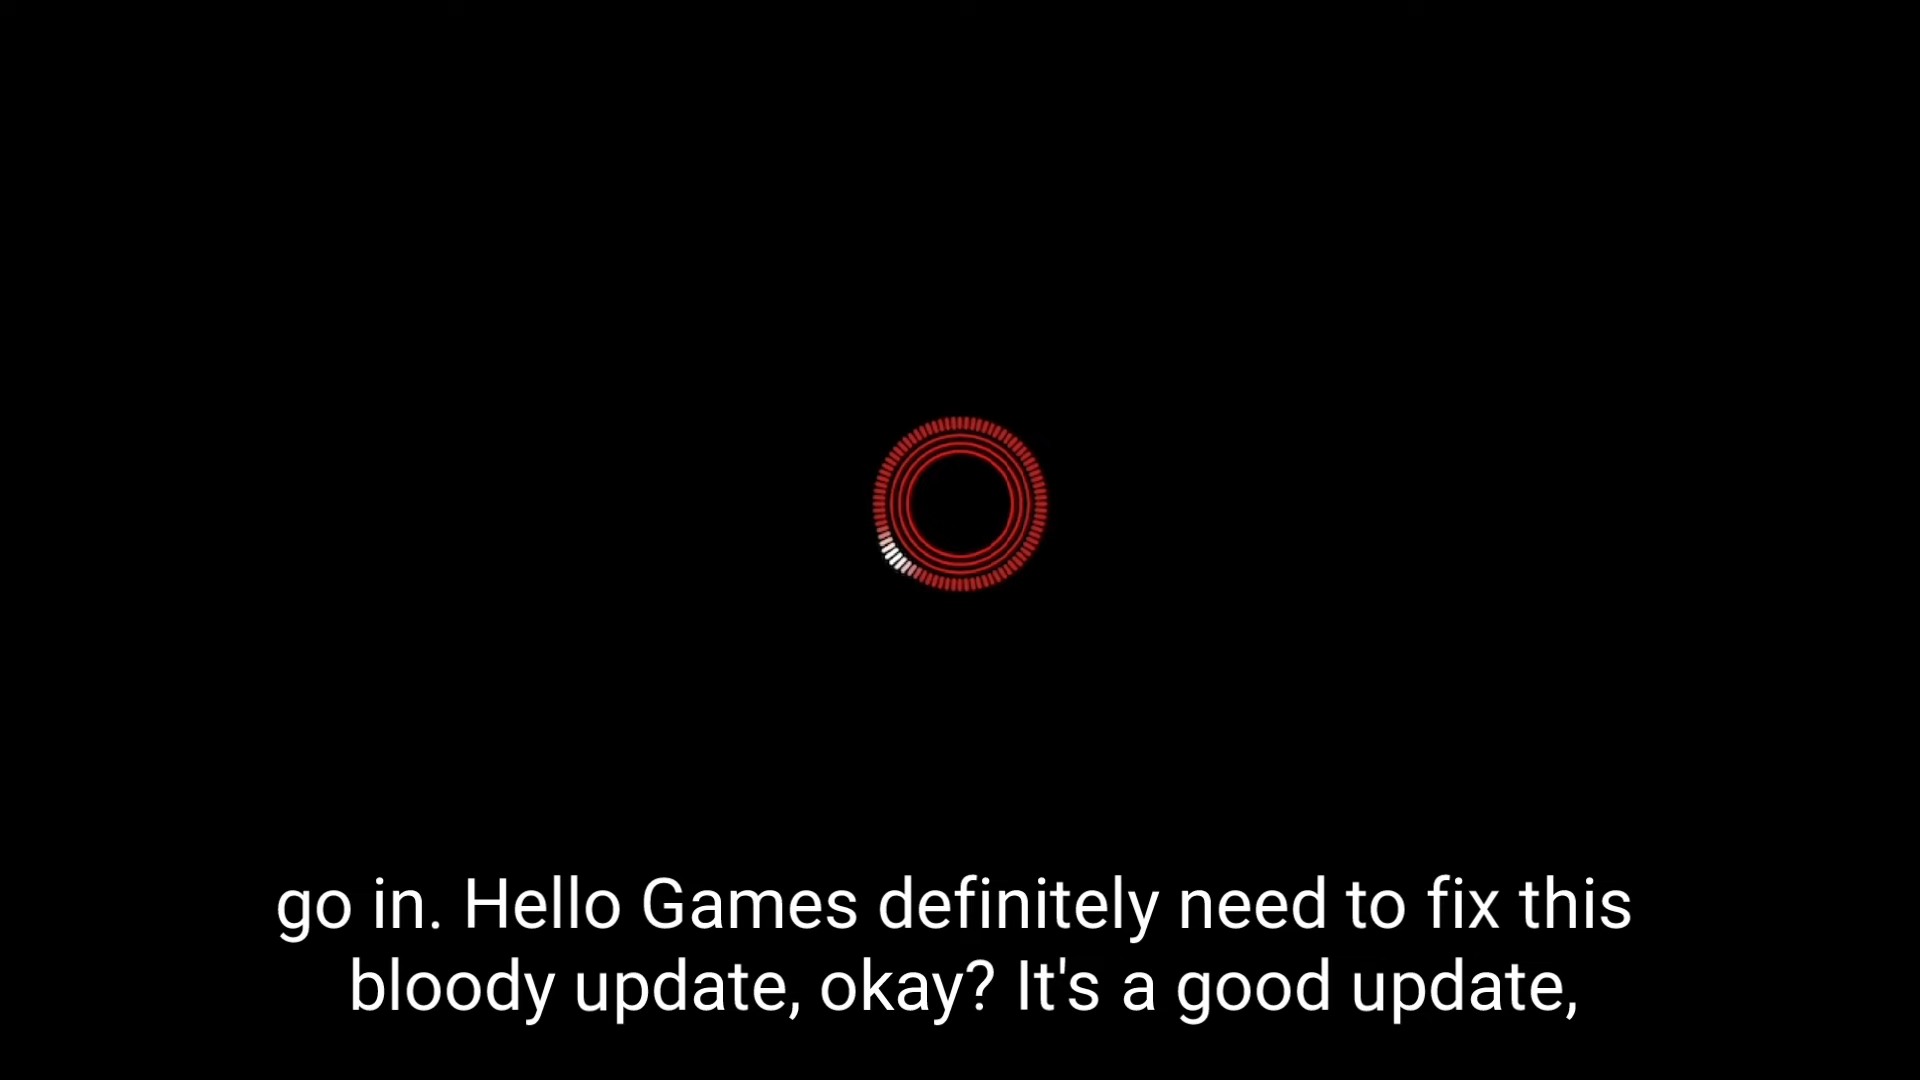 go in. Hello Games definitely need to fix this
bloody update, okay? It's a good update,